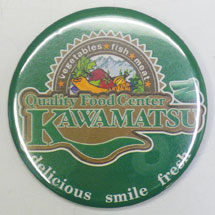 vegetables • fish • meat
Quality Food Center
KAWAMATSU
delicious smile fresh